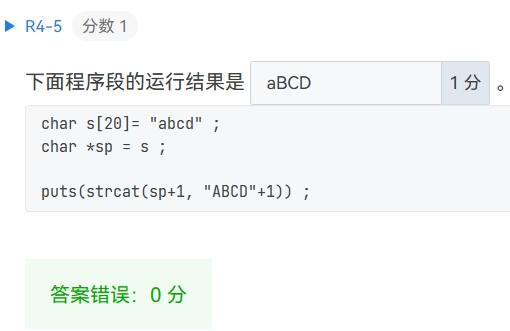 R4-5 分数 1
下面程序段的运行结果是 aBCD 1 分 。
char s[20]= "abcd" ;
char *sp = s ;
puts(strcat(sp+1, "ABCD"+1)) ;
答案错误：0 分